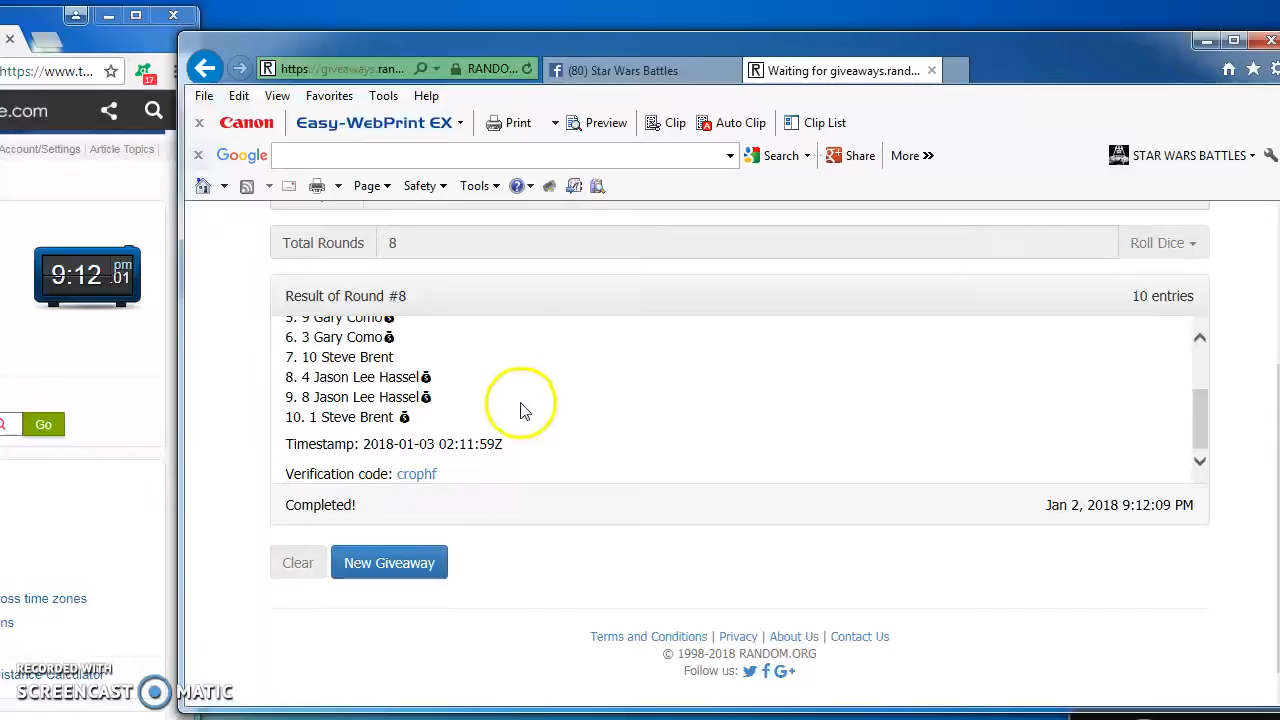 https://www.t...
17
https://giveaways.ran...
RANDO...
(80) Star Wars Battles
Waiting for giveaways.rand...
File Edit View Favorites Tools Help
e.com
Canon Easy-WebPrint EX Print Preview Clip Auto Clip Clip List
Account/Settings | Article Topics |
Google Search Share More » STAR WARS BATTLES
Page Safety Tools
Total Rounds 8 Roll Dice
9:12 pm .01
Result of Round #8 10 entries
5. 9 Gary Como
6. 3 Gary Como
7. 10 Steve Brent
8. 4 Jason Lee Hassel
9. 8 Jason Lee Hassel
10. 1 Steve Brent
Go
Timestamp: 2018-01-03 02:11:59Z
Verification code: crophf
Completed! Jan 2, 2018 9:12:09 PM
Clear New Giveaway
oss time zones
ns
Terms and Conditions | Privacy | About Us | Contact Us
© 1998-2018 RANDOM.ORG
Follow us:
istance Calculator
RECORDED WITH
SCREENCAST MATIC